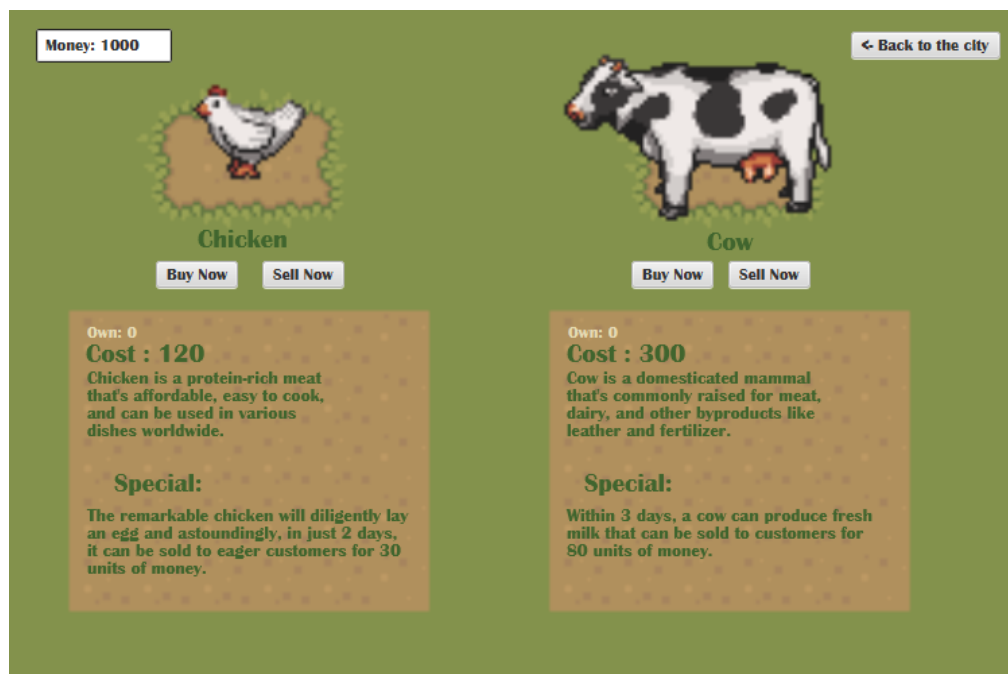 Money: 1000
<- Back to the city
Chicken
Buy Now
Sell Now
Own: 0
Cost : 120
Chicken is a protein-rich meat
that's affordable, easy to cook,
and can be used in various
dishes worldwide.
Special:
The remarkable chicken will diligently lay
an egg and astoundingly, in just 2 days,
it can be sold to eager customers for 30
units of money.
Cow
Buy Now
Sell Now
Own: 0
Cost : 300
Cow is a domesticated mammal
that's commonly raised for meat,
dairy, and other byproducts like
leather and fertilizer.
Special:
Within 3 days, a cow can produce fresh
milk that can be sold to customers for
80 units of money.